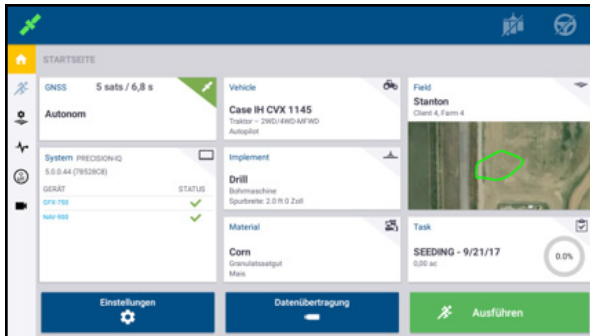 STARTSEITE
GNSS 5 sats / 6,8 s
Autonom
Vehicle
Case IH CVX 1145
Traktor – 2WD/4WD-MFWD
Autopilot
Field
Stanton
Client 4, Farm 4
System PRECISION-IQ
5.0.0.44 (78528C8)
GERÄT STATUS
GFX-750
NAV-900
Implement
Drill
Bohrmaschine
Spurbreite: 2.0 ft 0 Zoll
Material
Corn
Granulatsaatgut
Mais
Task
SEEDING - 9/21/17
0,00 ac
0.0%
Einstellungen
Datenübertragung
Ausführen